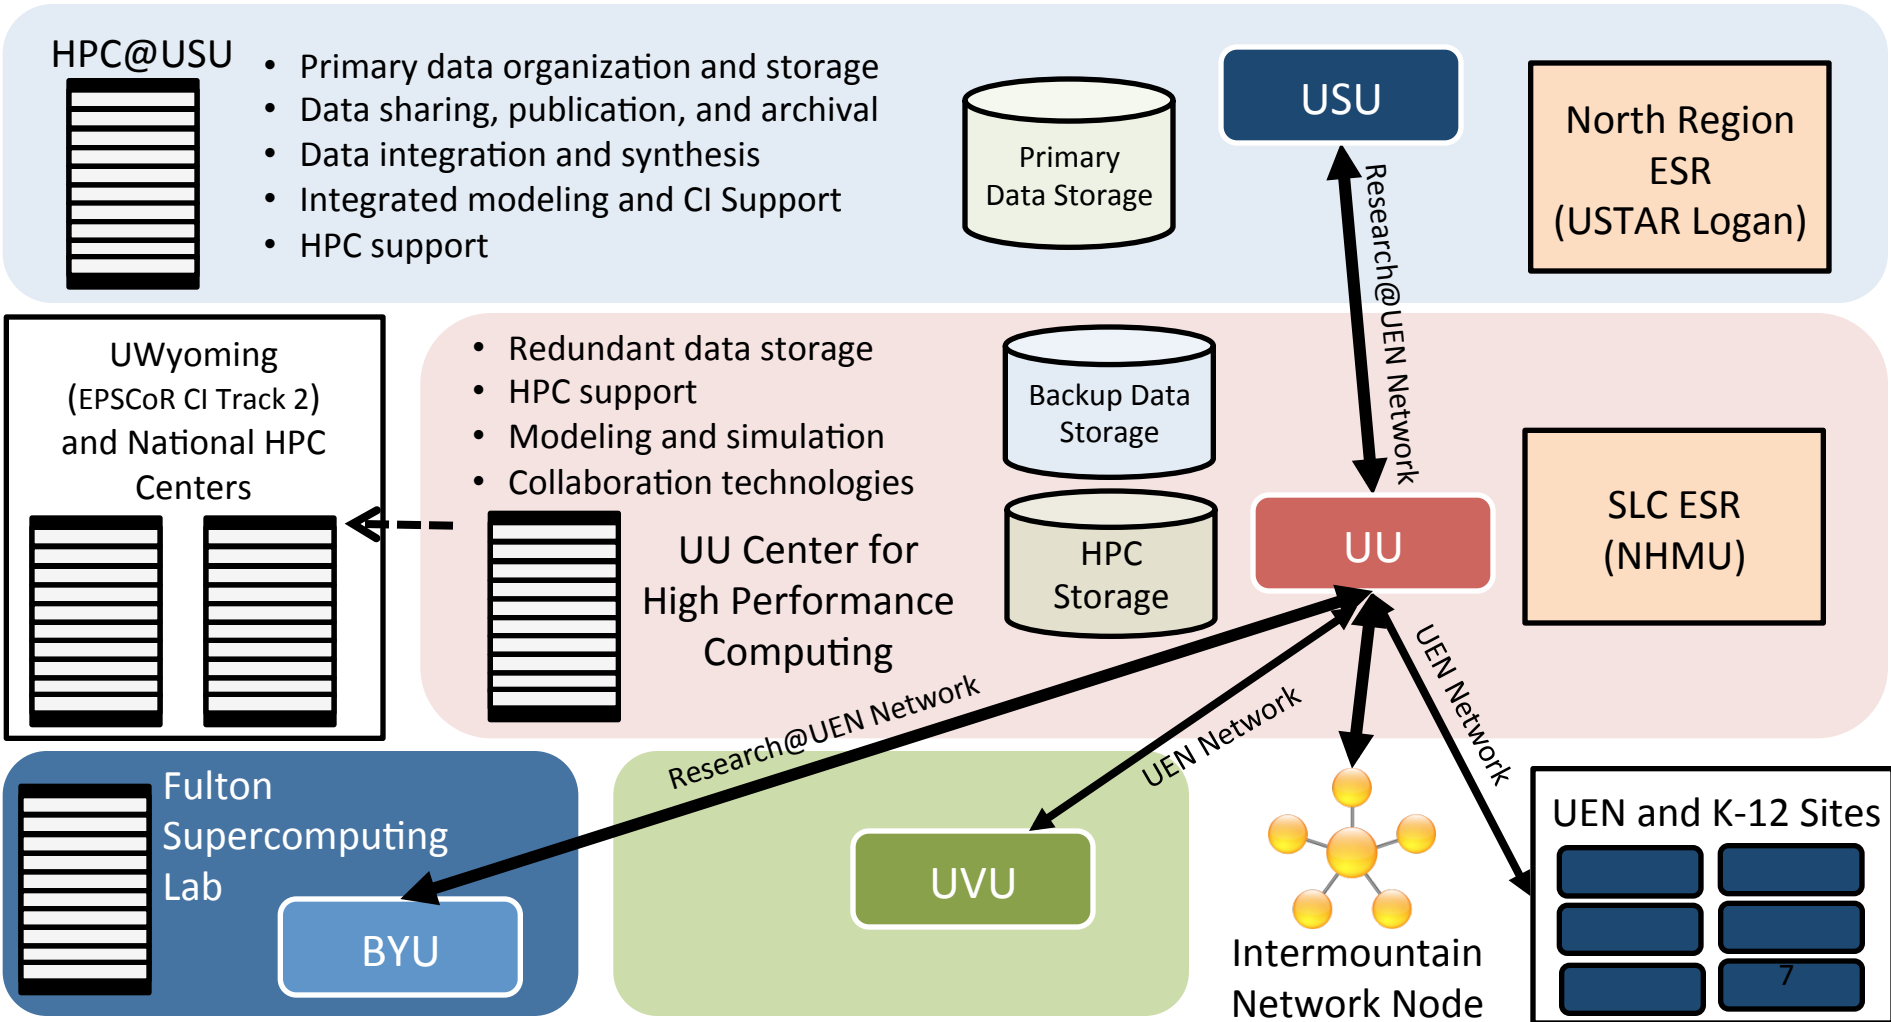 HPC@USU
• Primary data organization and storage
• Data sharing, publication, and archival
• Data integration and synthesis
• Integrated modeling and CI Support
• HPC support
Primary
Data Storage
USU
North Region
ESR
(USTAR Logan)
Research@UEN Network
UWyoming
(EPSCoR CI Track 2)
and National HPC
Centers
• Redundant data storage
• HPC support
• Modeling and simulation
• Collaboration technologies
UU Center for
High Performance
Computing
Backup Data
Storage
HPC
Storage
UU
SLC ESR
(NHMU)
Research@UEN Network
UEN Network
UEN Network
Fulton
Supercomputing
Lab
BYU
UVU
Intermountain
Network Node
UEN and K-12 Sites
7